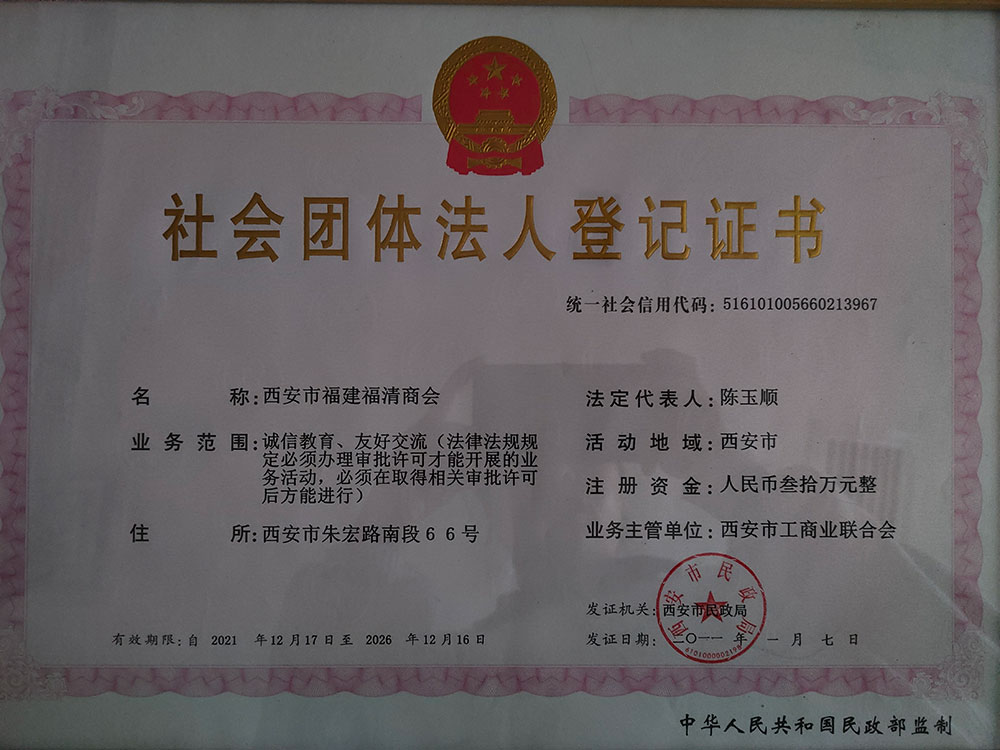 社会团体法人登记证书
统一社会信用代码：516101005660213967
名称：西安市福建福清商会
业务范围：诚信教育、友好交流（法律法规规
定必须办理审批许可才能开展的业
务活动，必须在取得相关审批许可
后方能进行）
住所：西安市朱宏路南段６６号
法定代表人：陈玉顺
活动地域：西安市
注册资金：人民币叁拾万元整
业务主管单位：西安市工商业联合会
西安市民政局
发证机关：西安市民政局
发证日期：二〇一一年一月七日
有效期限：自 2021 年12月17日至 2026 年12月16日
中华人民共和国民政部监制